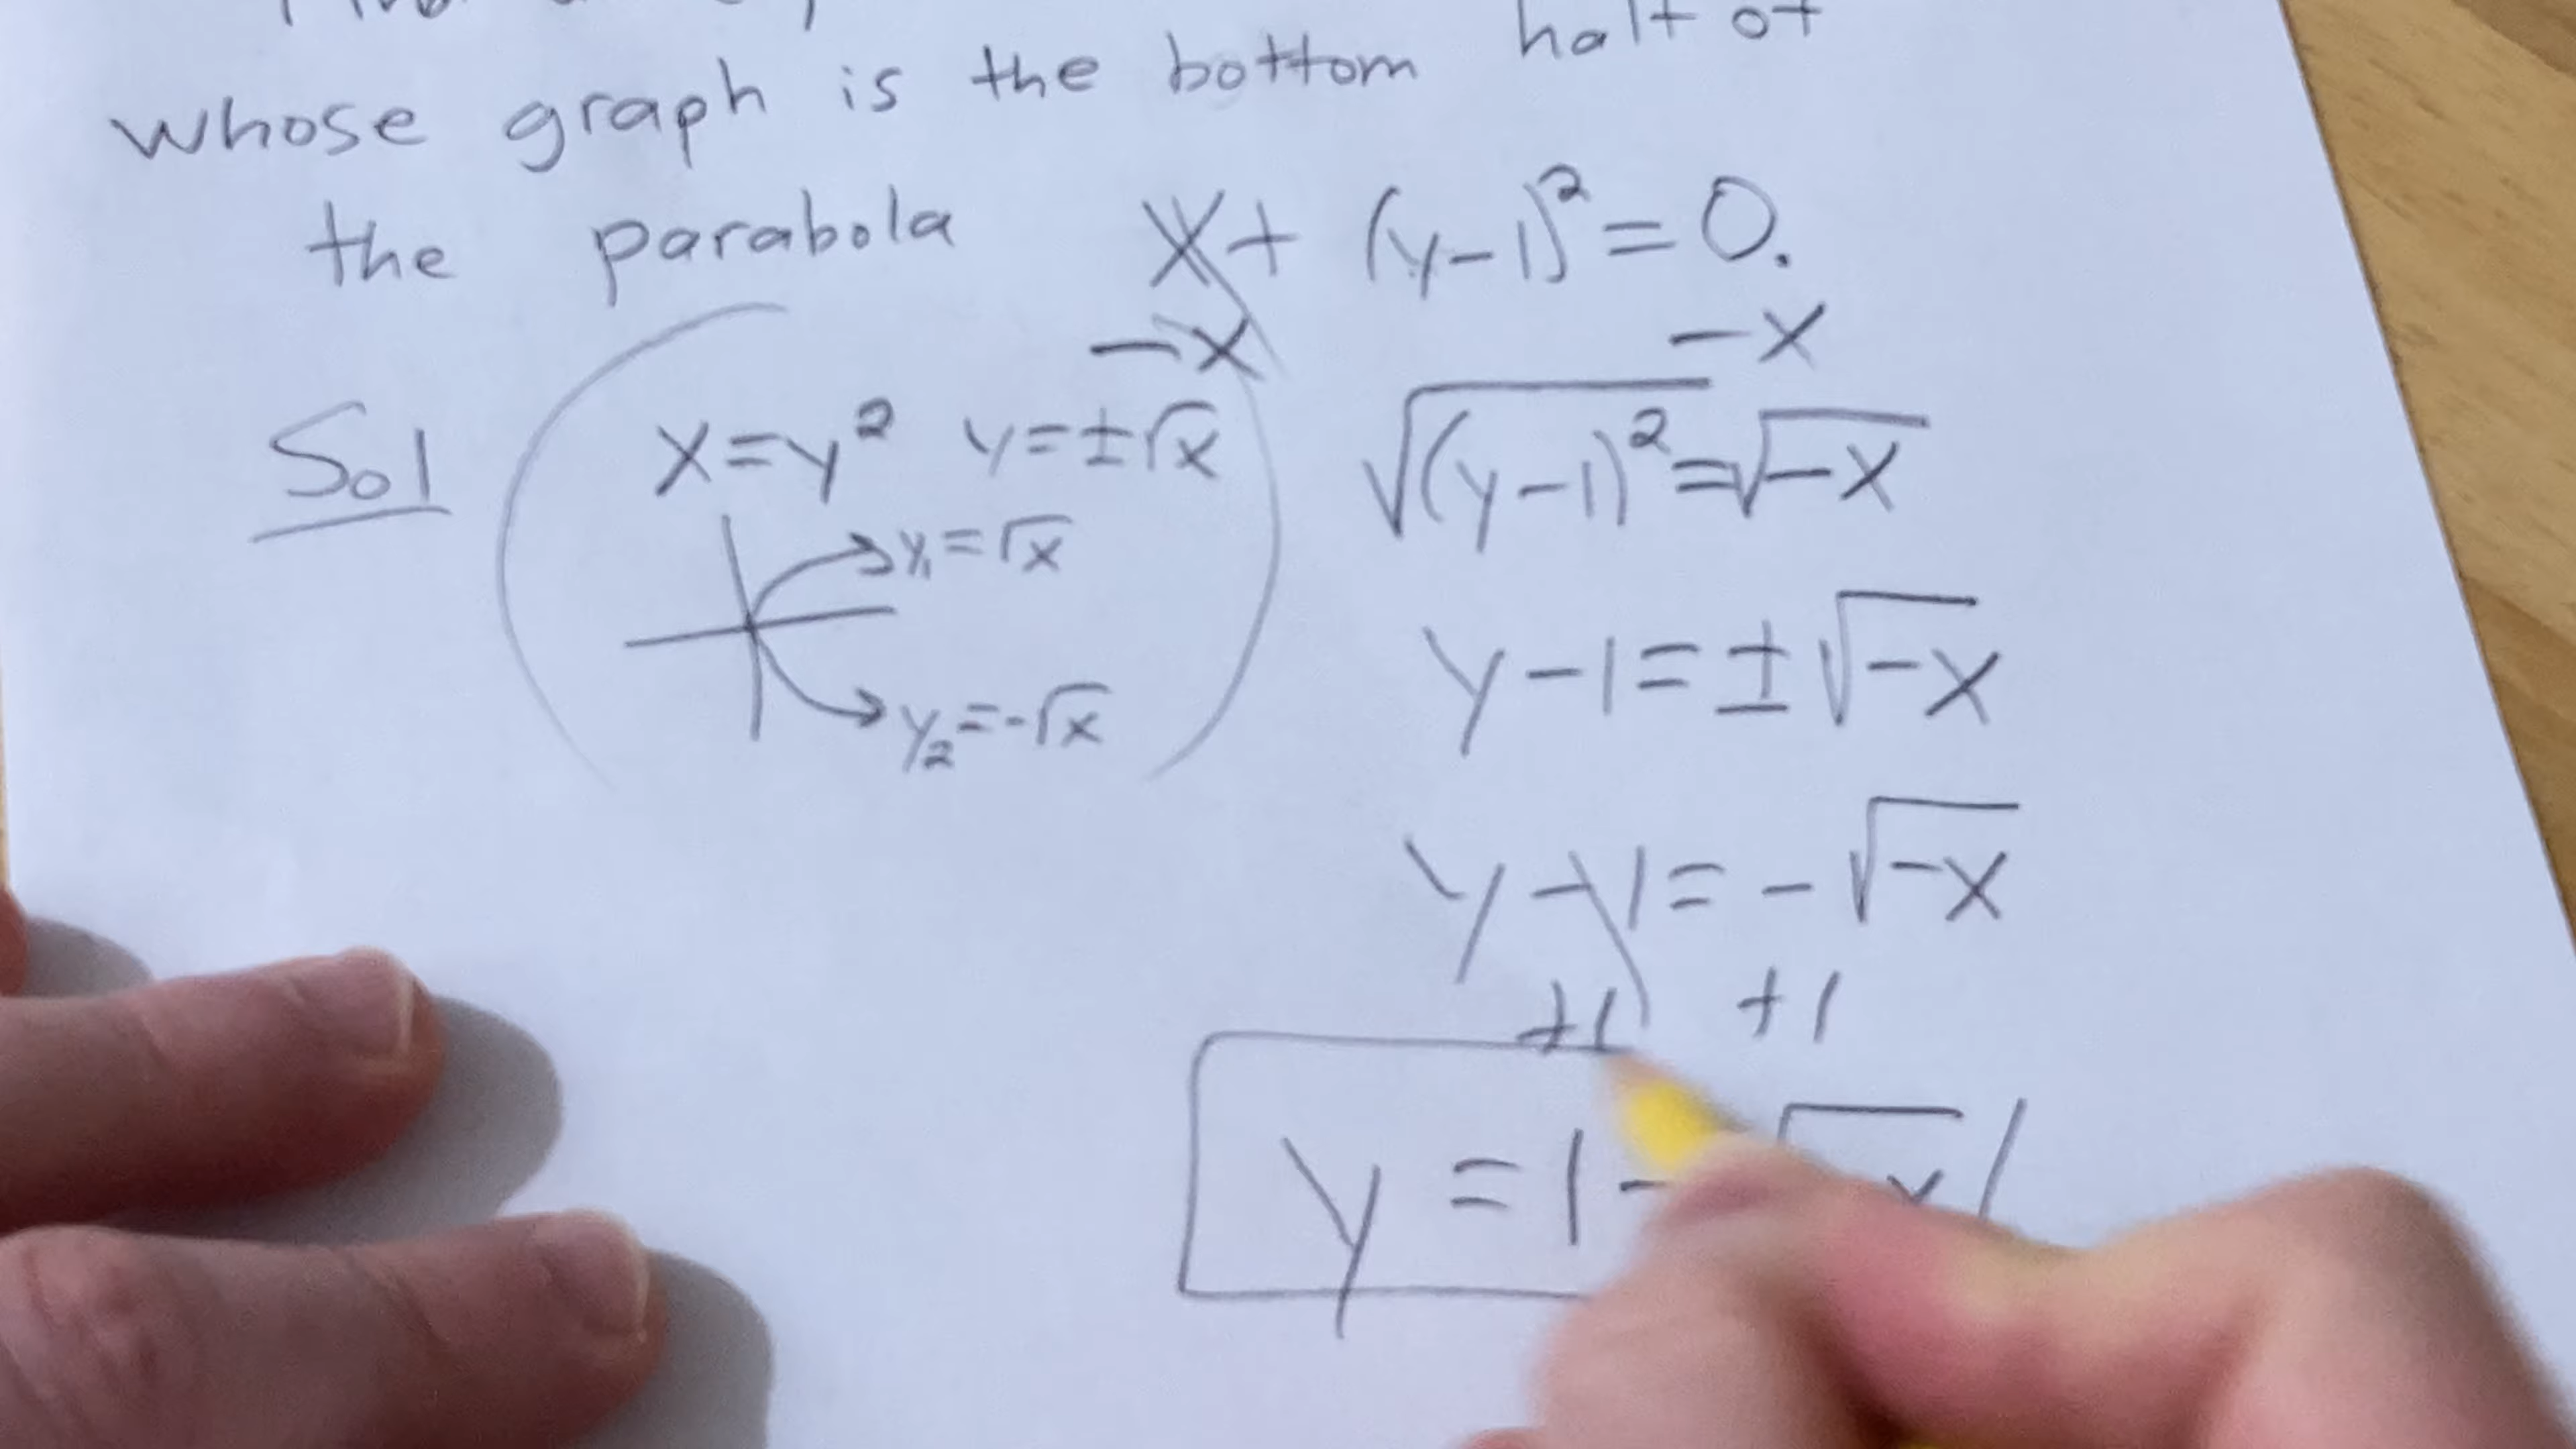 whose graph is the bottom half of
the parabola x + (y-1)² = 0.
-x -x
Sol
x=y² y=±√x
y₁=√x
y₂=-√x
√(y-1)²=√-x
y-1=±√-x
y-1=-√-x
+1 +1
y=1-